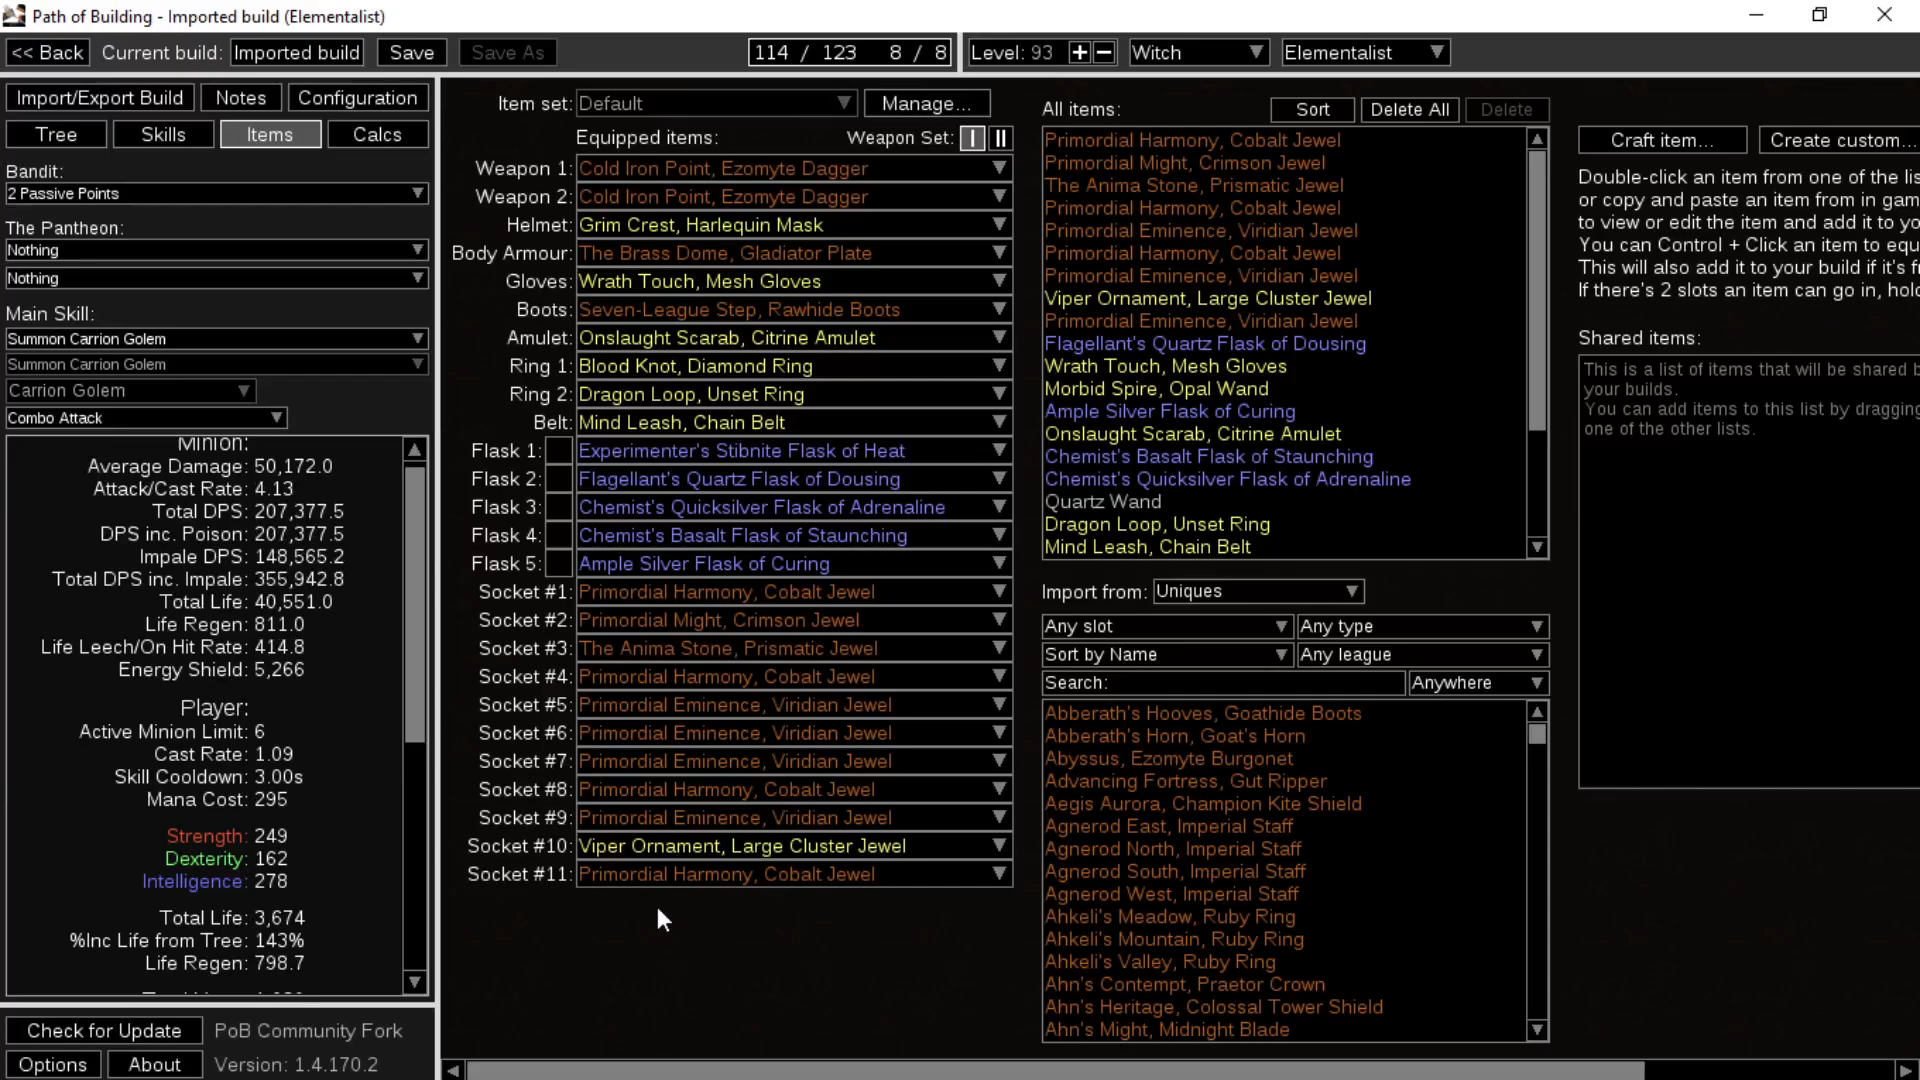 Path of Building - Imported build (Elementalist)
<< Back
Current build: Imported build
Save
Save As
114 / 123 8 / 8
Level: 93
+
−
Witch
Elementalist
Import/Export Build
Notes
Configuration
Tree
Skills
Items
Calcs
Bandit:
2 Passive Points
The Pantheon:
Nothing
Nothing
Main Skill:
Summon Carrion Golem
Summon Carrion Golem
Carrion Golem
Combo Attack
Minion:
Average Damage: 50,172.0
Attack/Cast Rate: 4.13
Total DPS: 207,377.5
DPS inc. Poison: 207,377.5
Impale DPS: 148,565.2
Total DPS inc. Impale: 355,942.8
Total Life: 40,551.0
Life Regen: 811.0
Life Leech/On Hit Rate: 414.8
Energy Shield: 5,266
Player:
Active Minion Limit: 6
Cast Rate: 1.09
Skill Cooldown: 3.00s
Mana Cost: 295
Strength: 249
Dexterity: 162
Intelligence: 278
Total Life: 3,674
%Inc Life from Tree: 143%
Life Regen: 798.7
Check for Update
PoB Community Fork
Options
About
Version: 1.4.170.2
Item set: Default
Manage...
Equipped items:
Weapon Set: I II
Weapon 1: Cold Iron Point, Ezomyte Dagger
Weapon 2: Cold Iron Point, Ezomyte Dagger
Helmet: Grim Crest, Harlequin Mask
Body Armour: The Brass Dome, Gladiator Plate
Gloves: Wrath Touch, Mesh Gloves
Boots: Seven-League Step, Rawhide Boots
Amulet: Onslaught Scarab, Citrine Amulet
Ring 1: Blood Knot, Diamond Ring
Ring 2: Dragon Loop, Unset Ring
Belt: Mind Leash, Chain Belt
Flask 1: Experimenter's Stibnite Flask of Heat
Flask 2: Flagellant's Quartz Flask of Dousing
Flask 3: Chemist's Quicksilver Flask of Adrenaline
Flask 4: Chemist's Basalt Flask of Staunching
Flask 5: Ample Silver Flask of Curing
Socket #1: Primordial Harmony, Cobalt Jewel
Socket #2: Primordial Might, Crimson Jewel
Socket #3: The Anima Stone, Prismatic Jewel
Socket #4: Primordial Harmony, Cobalt Jewel
Socket #5: Primordial Eminence, Viridian Jewel
Socket #6: Primordial Eminence, Viridian Jewel
Socket #7: Primordial Eminence, Viridian Jewel
Socket #8: Primordial Harmony, Cobalt Jewel
Socket #9: Primordial Eminence, Viridian Jewel
Socket #10: Viper Ornament, Large Cluster Jewel
Socket #11: Primordial Harmony, Cobalt Jewel
All items:
Sort
Delete All
Delete
Primordial Harmony, Cobalt Jewel
Primordial Might, Crimson Jewel
The Anima Stone, Prismatic Jewel
Primordial Harmony, Cobalt Jewel
Primordial Eminence, Viridian Jewel
Primordial Harmony, Cobalt Jewel
Primordial Eminence, Viridian Jewel
Viper Ornament, Large Cluster Jewel
Primordial Eminence, Viridian Jewel
Flagellant's Quartz Flask of Dousing
Wrath Touch, Mesh Gloves
Morbid Spire, Opal Wand
Ample Silver Flask of Curing
Onslaught Scarab, Citrine Amulet
Chemist's Basalt Flask of Staunching
Chemist's Quicksilver Flask of Adrenaline
Quartz Wand
Dragon Loop, Unset Ring
Mind Leash, Chain Belt
Import from: Uniques
Any slot
Any type
Sort by Name
Any league
Search:
Anywhere
Abberath's Hooves, Goathide Boots
Abberath's Horn, Goat's Horn
Abyssus, Ezomyte Burgonet
Advancing Fortress, Gut Ripper
Aegis Aurora, Champion Kite Shield
Agnerod East, Imperial Staff
Agnerod North, Imperial Staff
Agnerod South, Imperial Staff
Agnerod West, Imperial Staff
Ahkeli's Meadow, Ruby Ring
Ahkeli's Mountain, Ruby Ring
Ahkeli's Valley, Ruby Ring
Ahn's Contempt, Praetor Crown
Ahn's Heritage, Colossal Tower Shield
Ahn's Might, Midnight Blade
Craft item...
Create custom...
Double-click an item from one of the lis
or copy and paste an item from in gam
to view or edit the item and add it to yo
You can Control + Click an item to equ
This will also add it to your build if it's fr
If there's 2 slots an item can go in, hold
Shared items:
This is a list of items that will be shared b
your builds.
You can add items to this list by dragging
one of the other lists.